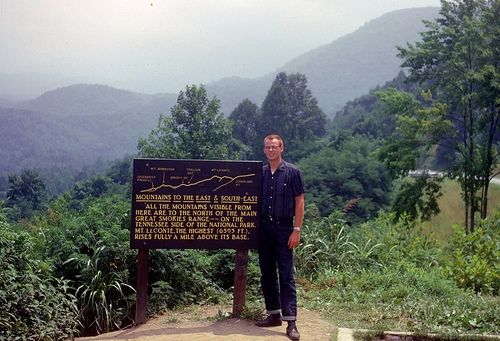 MT. LECONTE
MOUNTAINS TO THE EAST & SOUTH-EAST
ALL THE MOUNTAINS VISIBLE FROM
HERE ARE TO THE NORTH OF THE MAIN
GREAT SMOKIES RANGE -- ON THE
TENNESSEE SIDE OF THE NATIONAL PARK.
MT. LECONTE, THE HIGHEST (6593 FT.)
RISES FULLY A MILE ABOVE ITS BASE.